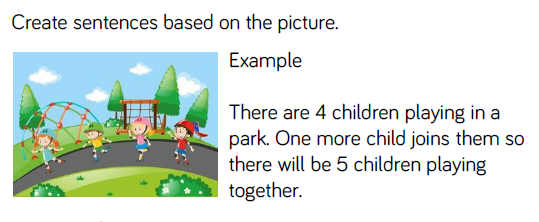 Create sentences based on the picture.
Example
There are 4 children playing in a
park. One more child joins them so
there will be 5 children playing
together.